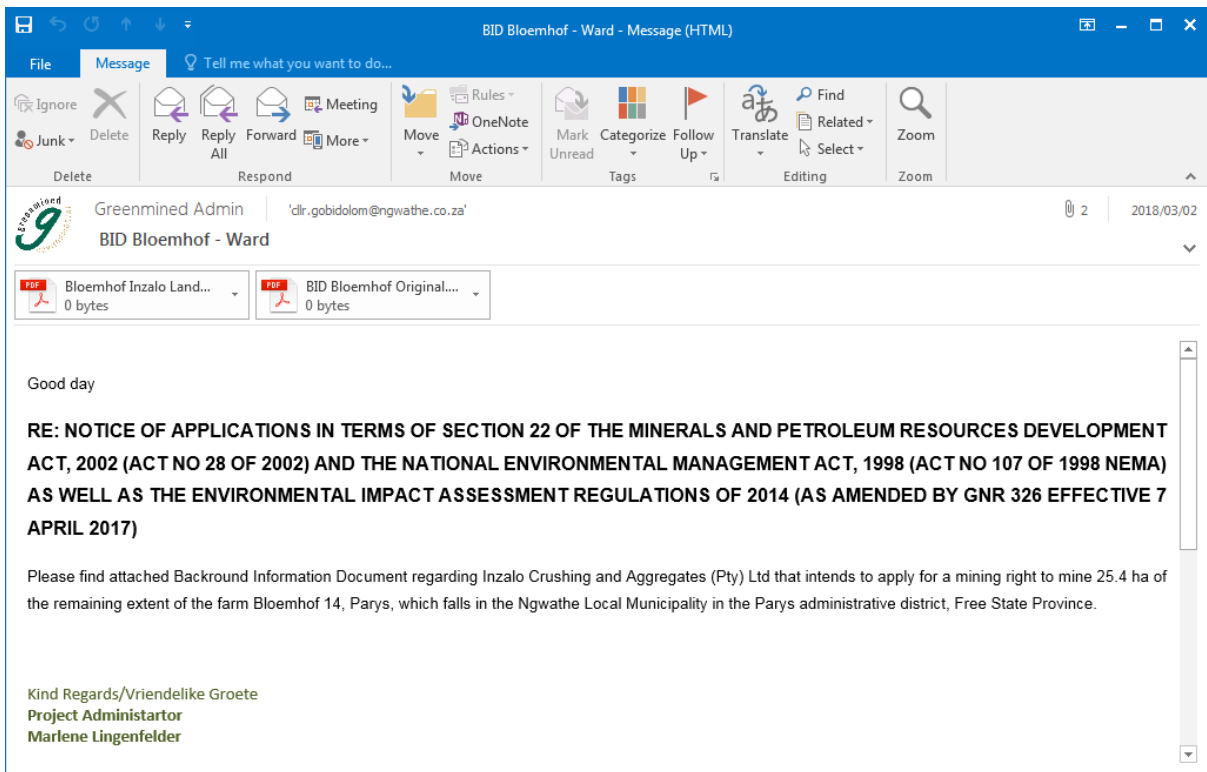 BID Bloemhof - Ward - Message (HTML)
File
Message
Tell me what you want to do...
Ignore
Junk
Delete
Reply
Reply All
Forward
Meeting
More
Move
Rules
OneNote
Actions
Mark Unread
Categorize
Follow Up
Translate
Find
Related
Select
Zoom
Delete
Respond
Move
Tags
Editing
Zoom
greenmined
g
Greenmined Admin
'dlr.gobidolom@ngwathe.co.za'
2
2018/03/02
BID Bloemhof - Ward
PDF
Bloemhof Inzalo Land...
0 bytes
PDF
BID Bloemhof Original....
0 bytes
Good day
RE: NOTICE OF APPLICATIONS IN TERMS OF SECTION 22 OF THE MINERALS AND PETROLEUM RESOURCES DEVELOPMENT
ACT, 2002 (ACT NO 28 OF 2002) AND THE NATIONAL ENVIRONMENTAL MANAGEMENT ACT, 1998 (ACT NO 107 OF 1998 NEMA)
AS WELL AS THE ENVIRONMENTAL IMPACT ASSESSMENT REGULATIONS OF 2014 (AS AMENDED BY GNR 326 EFFECTIVE 7
APRIL 2017)
Please find attached Backround Information Document regarding Inzalo Crushing and Aggregates (Pty) Ltd that intends to apply for a mining right to mine 25.4 ha of
the remaining extent of the farm Bloemhof 14, Parys, which falls in the Ngwathe Local Municipality in the Parys administrative district, Free State Province.
Kind Regards/Vriendelike Groete
Project Administartor
Marlene Lingenfelder